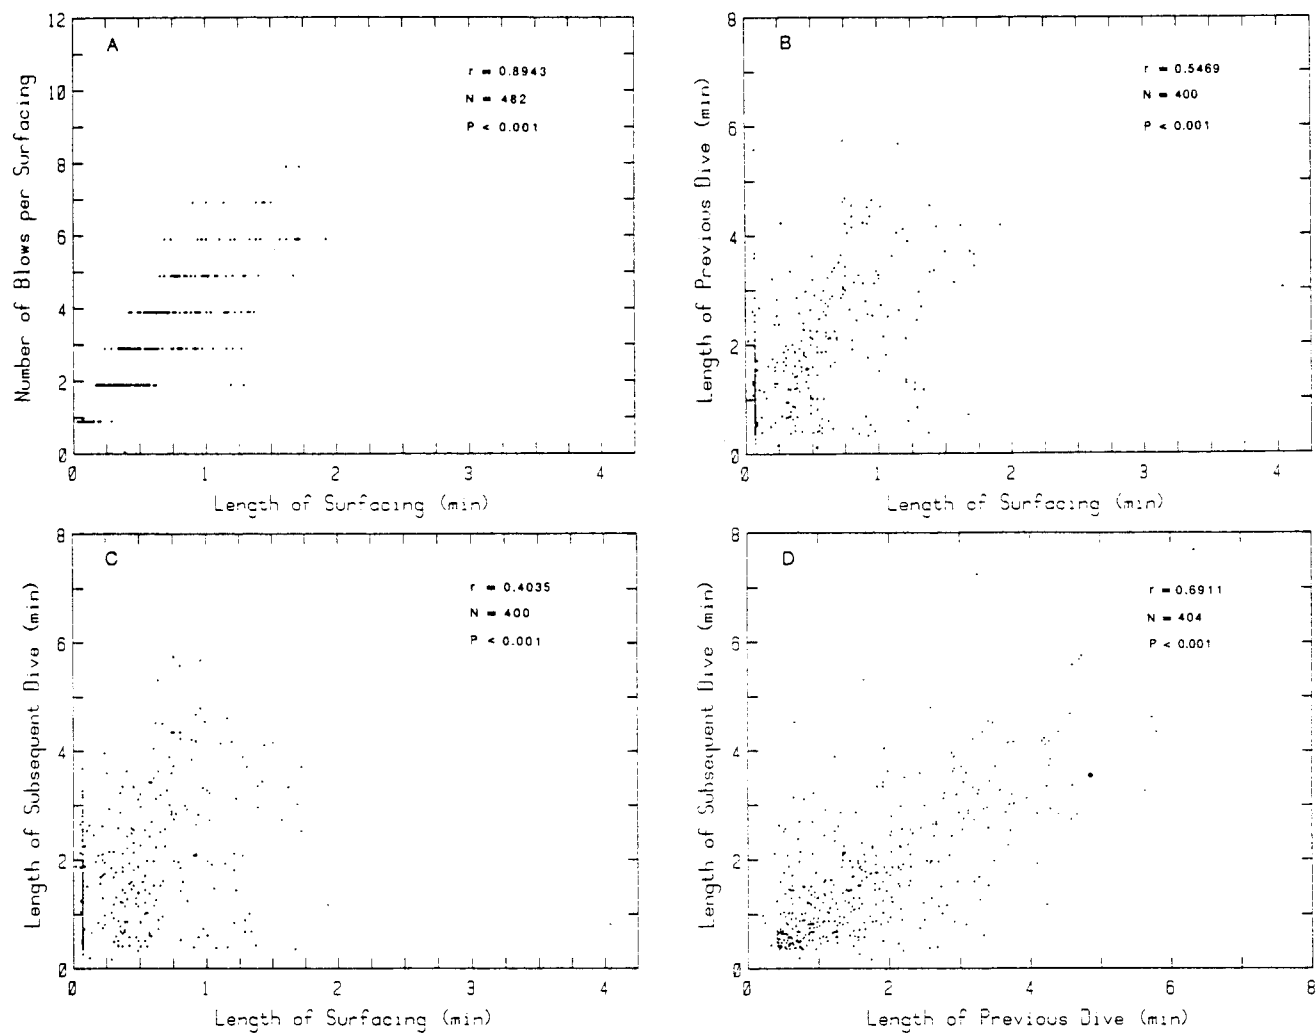 A
r = 0.8943
N = 482
P < 0.001
Number of Blows per Surfacing
12
10
8
6
4
2
0
0 1 2 3 4
Length of Surfacing (min)
B
r = 0.5469
N = 400
P < 0.001
Length of Previous Dive (min)
8
6
4
2
0
0 1 2 3 4
Length of Surfacing (min)
C
r = 0.4035
N = 400
P < 0.001
Length of Subsequent Dive (min)
8
6
4
2
0
0 1 2 3 4
Length of Surfacing (min)
D
r = 0.6911
N = 404
P < 0.001
Length of Subsequent Dive (min)
8
6
4
2
0
0 2 4 6 8
Length of Previous Dive (min)